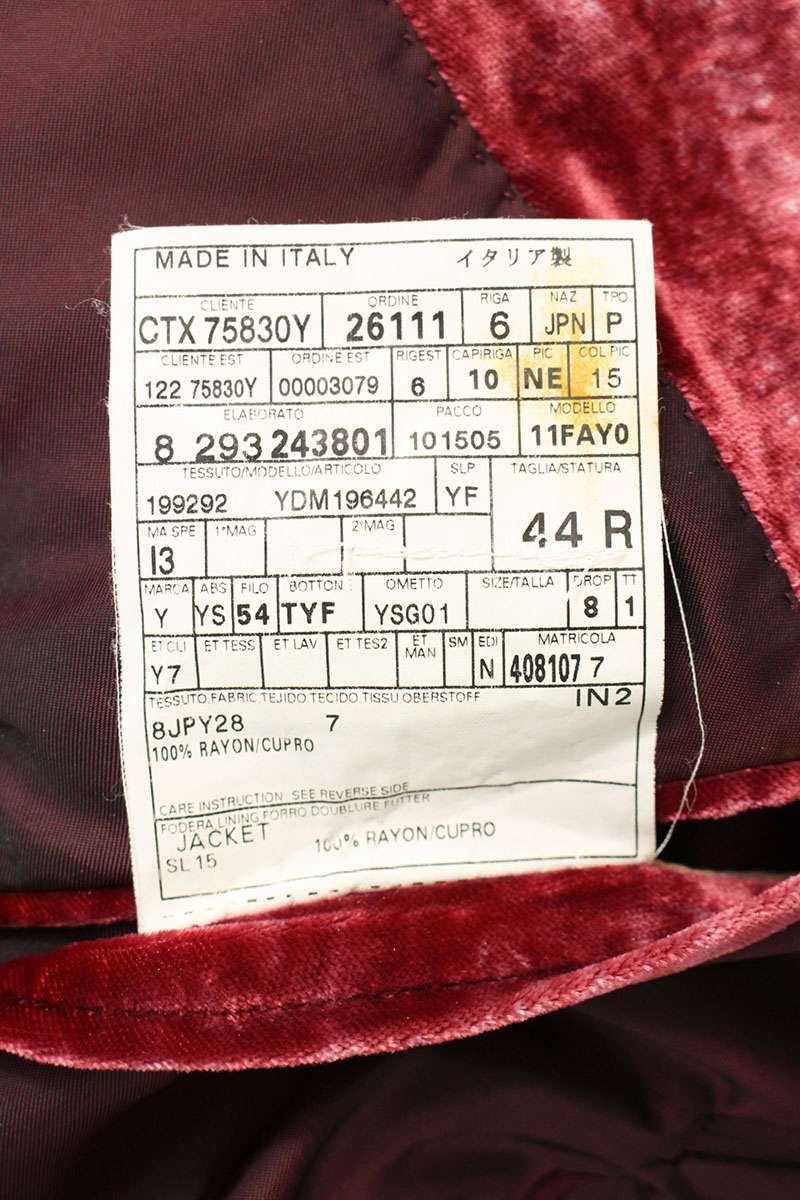 MADE IN ITALY イタリア製
CLIENTE ORDINE RIGA NAZ TPO
CTX 75830Y 26111 6 JPN P
CLIENTE EST ORDINE EST RIGEST CAPIRIGA PIC COL PIC
122 75830Y 00003079 6 10 NE 15
ELABORATO PACCO MODELLO
8 293 243801 101505 11FAY0
TESSUTO/MODELLO/ARTICOLO SLP TAGLIA/STATURA
199292 YDM196442 YF 44 R
MA SPE 1°MAG 2°MAG
I3
MARCA ABS FILO BOTTONI OMETTO SIZE/TALLA DROP TT
Y YS 54 TYF YSG01 8 1
ET CLI ET TESS ET LAV ET TES2 ET MAN SM EDI MATRICOLA
Y7 N 408107 7
TESSUTO FABRIC TEJIDO TECIDO TISSU OBERSTOFF IN2
8JPY28 7
100% RAYON/CUPRO
CARE INSTRUCTION SEE REVERSE SIDE
FODERA LINING FORRO DOUBLURE FUTTER
JACKET 100% RAYON/CUPRO
SL 15